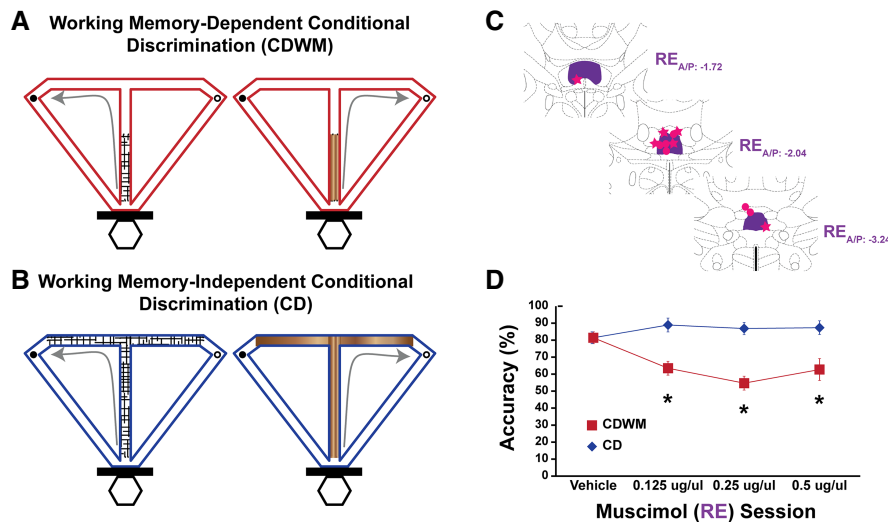 A
Working Memory-Dependent Conditional
Discrimination (CDWM)
B
Working Memory-Independent Conditional
Discrimination (CD)
C
RE A/P: -1.72
RE A/P: -2.04
RE A/P: -3.24
D
Accuracy (%)
100
90
80
70
60
50
40
30
20
10
0
* * *
CDWM
CD
Vehicle 0.125 ug/ul 0.25 ug/ul 0.5 ug/ul
Muscimol (RE) Session